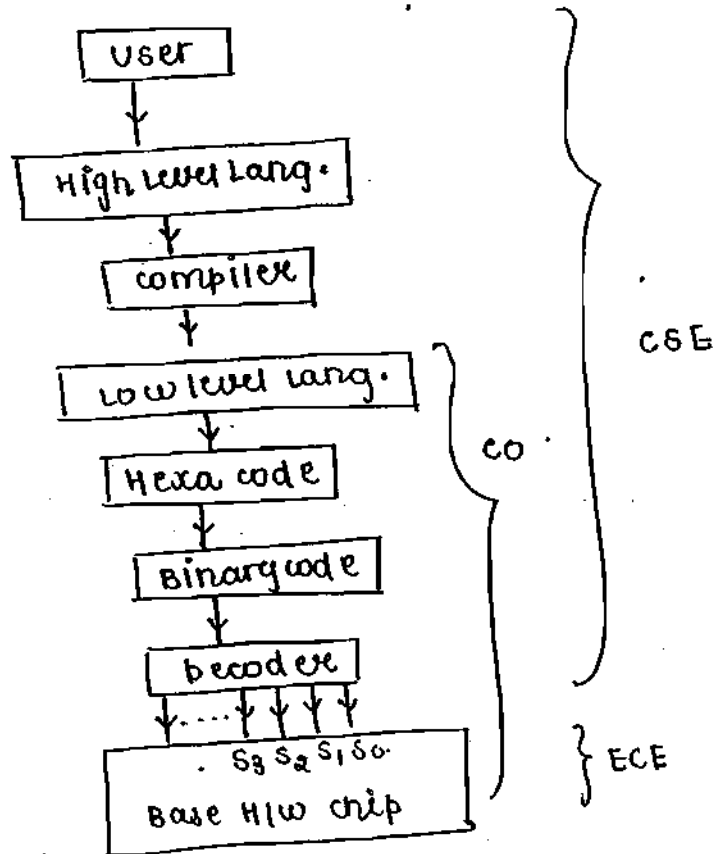 user
High level Lang.
compiler
CSE
Low level lang.
CO
Hexa code
Binary code
Decoder
S3 S2 S1 S0
Base H/W chip
ECE